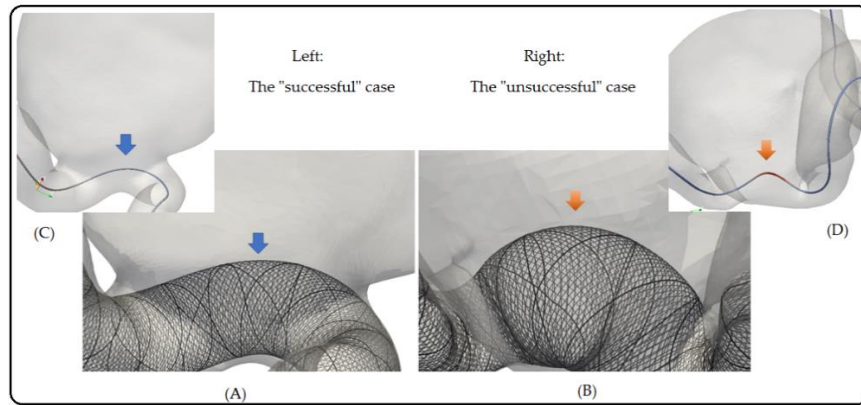 Left:
The "successful" case
Right:
The "unsuccessful" case
(C)
(D)
(A)
(B)